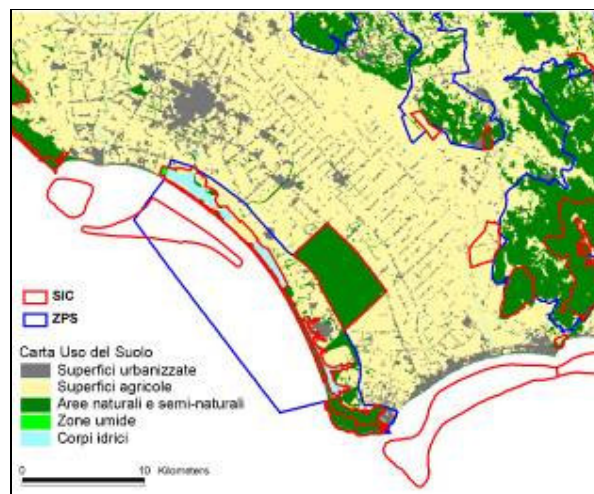 SIC
ZPS
Carta Uso del Suolo
Superfici urbanizzate
Superfici agricole
Aree naturali e semi-naturali
Zone umide
Corpi idrici
0 10 Kilometers